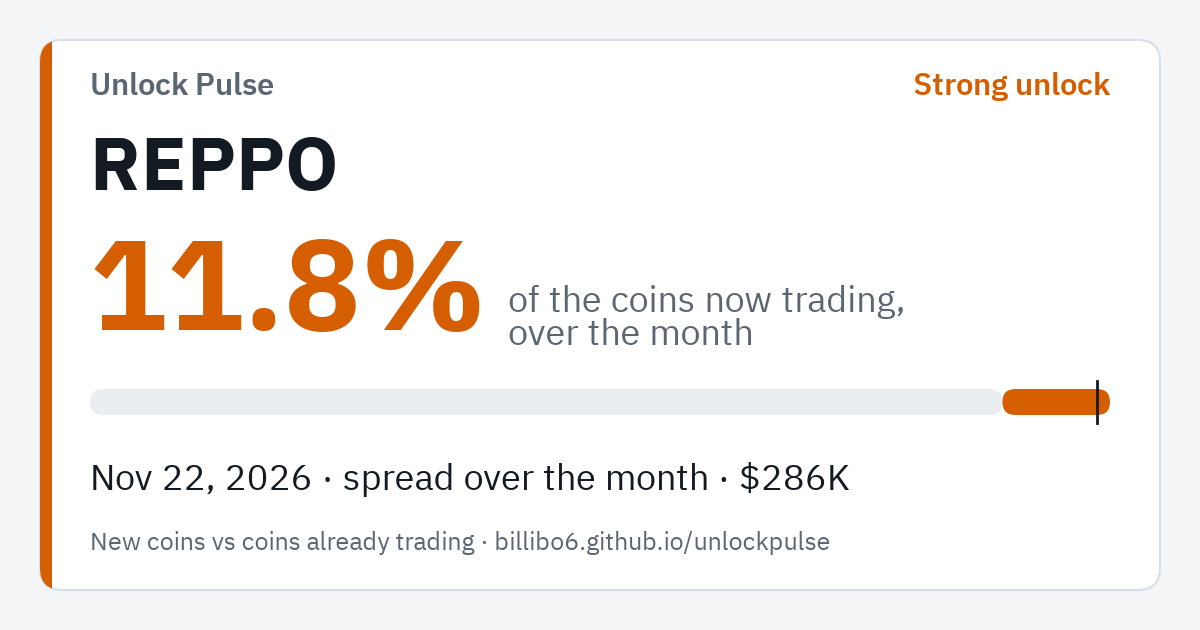 Unlock Pulse
Strong unlock
REPPO
11.8%
of the coins now trading,
over the month
Nov 22, 2026 · spread over the month · $286K
New coins vs coins already trading · billibo6.github.io/unlockpulse